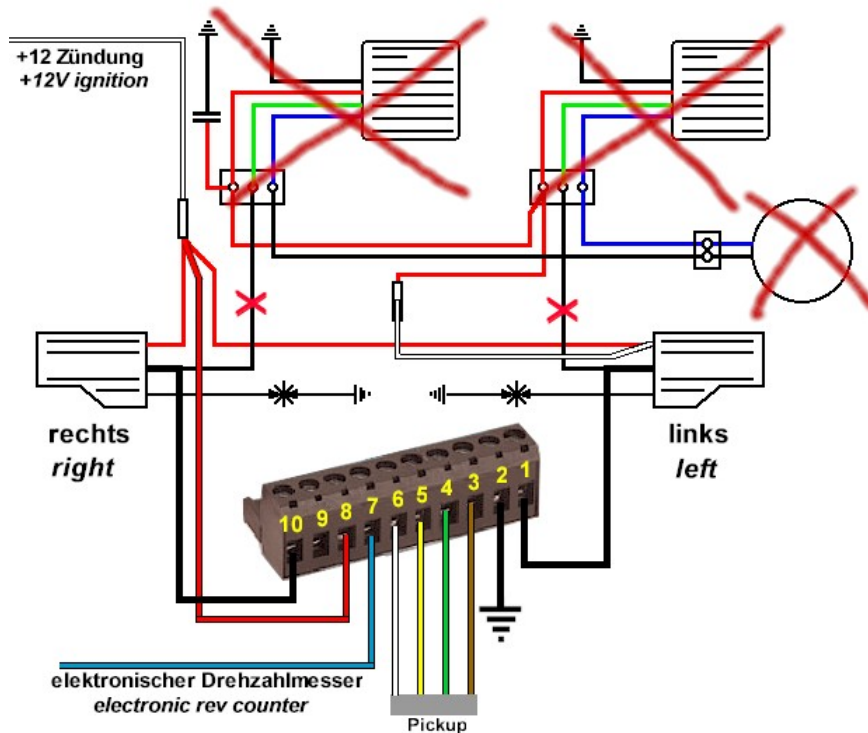 +12 Zündung
+12V ignition
rechts
right
links
left
10 9 8 7 6 5 4 3 2 1
elektronischer Drehzahlmesser
electronic rev counter
Pickup